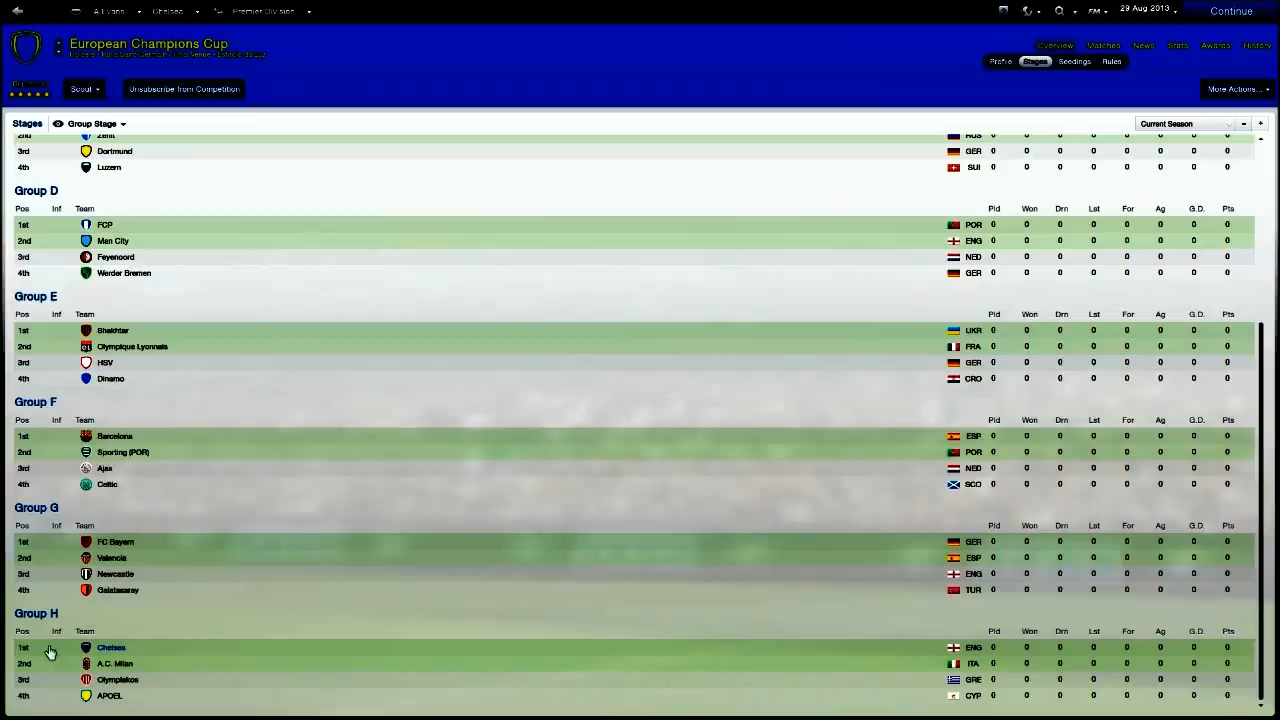 A Evans Chelsea Premier Division FM 29 Aug 2013 Continue
European Champions Cup
Overview Matches News Stats Awards History
Profile Stages Seedings Rules
Scout Unsubscribe from Competition More Actions...
Stages Group Stage Current Season - +
2nd Zenit RUS 0 0 0 0 0 0 0 0
3rd Dortmund GER 0 0 0 0 0 0 0 0
4th Luzern SUI 0 0 0 0 0 0 0 0
Group D
Pos Inf Team Pld Won Drn Lst For Ag G.D. Pts
1st FCP POR 0 0 0 0 0 0 0 0
2nd Man City ENG 0 0 0 0 0 0 0 0
3rd Feyenoord NED 0 0 0 0 0 0 0 0
4th Werder Bremen GER 0 0 0 0 0 0 0 0
Group E
Pos Inf Team Pld Won Drn Lst For Ag G.D. Pts
1st Shakhtar UKR 0 0 0 0 0 0 0 0
2nd Olympique Lyonnais FRA 0 0 0 0 0 0 0 0
3rd HSV GER 0 0 0 0 0 0 0 0
4th Dinamo CRO 0 0 0 0 0 0 0 0
Group F
Pos Inf Team Pld Won Drn Lst For Ag G.D. Pts
1st Barcelona ESP 0 0 0 0 0 0 0 0
2nd Sporting (POR) POR 0 0 0 0 0 0 0 0
3rd Ajax NED 0 0 0 0 0 0 0 0
4th Celtic SCO 0 0 0 0 0 0 0 0
Group G
Pos Inf Team Pld Won Drn Lst For Ag G.D. Pts
1st FC Bayern GER 0 0 0 0 0 0 0 0
2nd Valencia ESP 0 0 0 0 0 0 0 0
3rd Newcastle ENG 0 0 0 0 0 0 0 0
4th Galatasaray TUR 0 0 0 0 0 0 0 0
Group H
Pos Inf Team Pld Won Drn Lst For Ag G.D. Pts
1st Chelsea ENG 0 0 0 0 0 0 0 0
2nd A.C. Milan ITA 0 0 0 0 0 0 0 0
3rd Olympiakos GRE 0 0 0 0 0 0 0 0
4th APOEL CYP 0 0 0 0 0 0 0 0